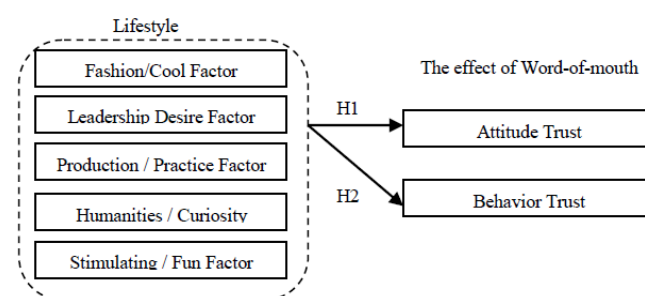 Lifestyle
Fashion/Cool Factor
Leadership Desire Factor
Production / Practice Factor
Humanities / Curiosity
Stimulating / Fun Factor
H1
H2
The effect of Word-of-mouth
Attitude Trust
Behavior Trust